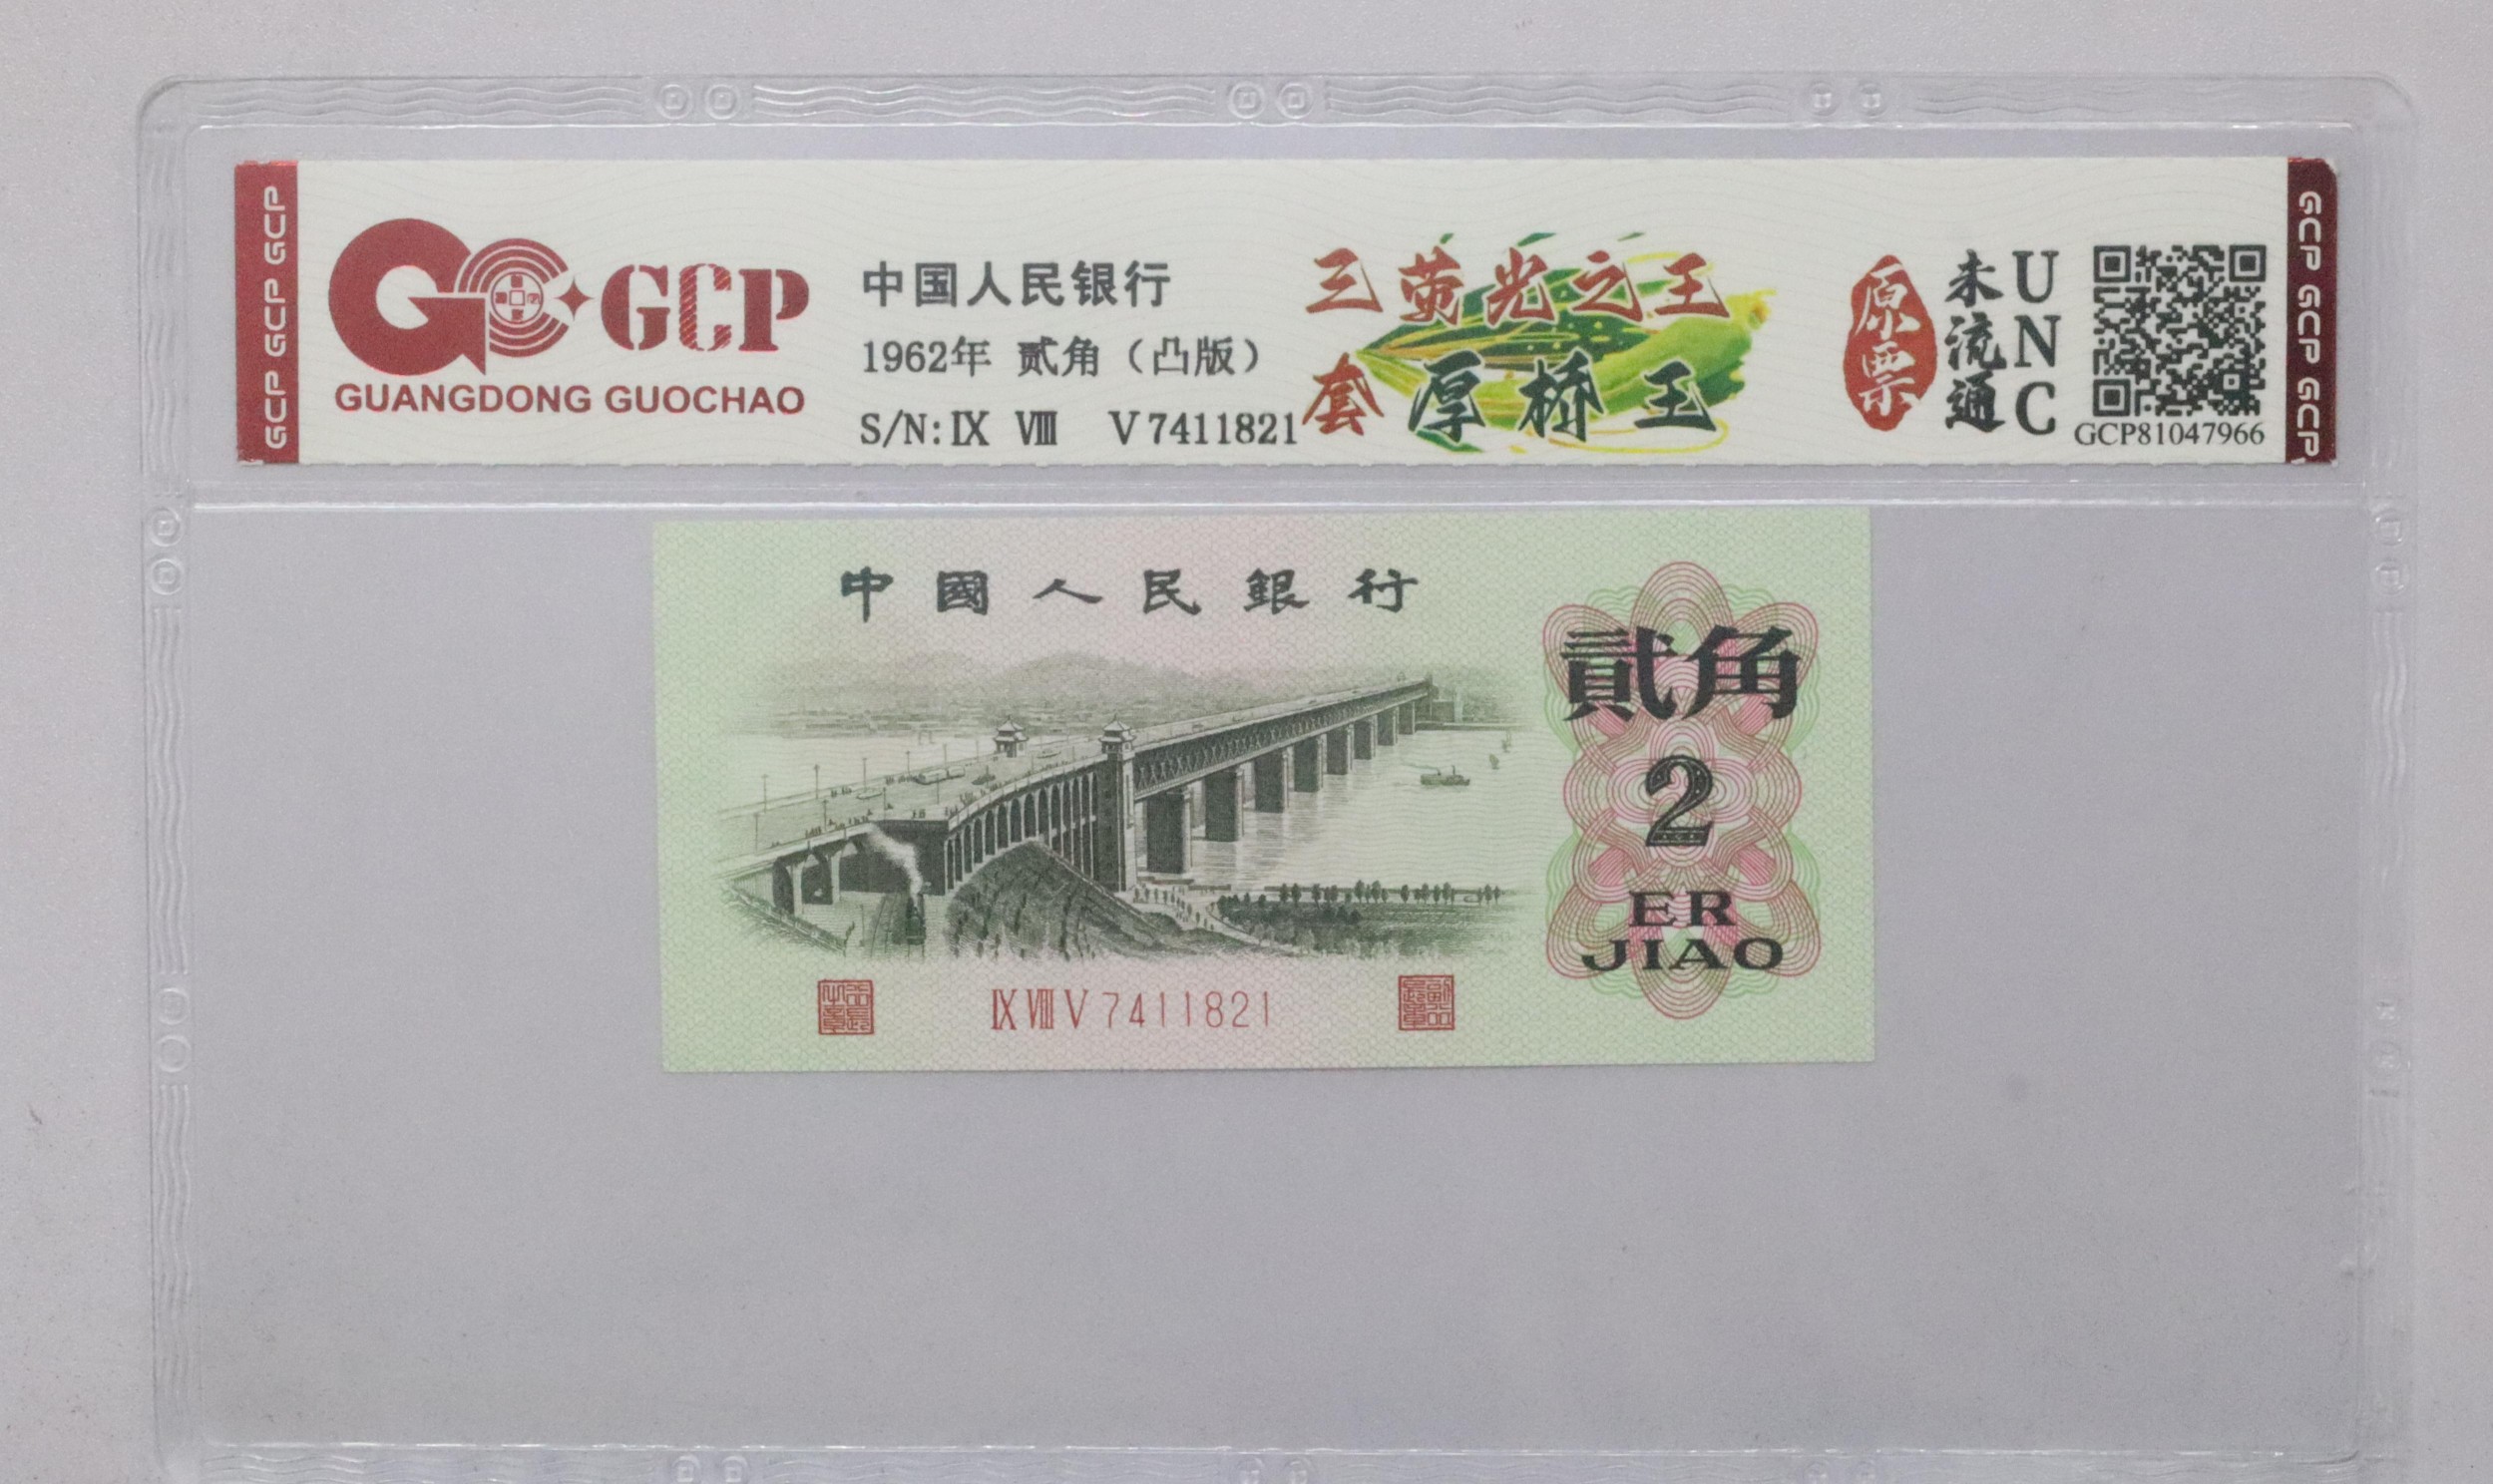 GCP GCP GCP
GCP
GUANGDONG GUOCHAO
中国人民银行
1962年 贰角（凸版）
S/N: Ⅸ Ⅷ Ⅴ 7411821
三 荧光之王
套 厚桥王
原票
未流通
UNC
GCP81047966
GCP GCP GCP
中國人民銀行
貳角
2
ER
JIAO
Ⅸ Ⅷ Ⅴ 7411821